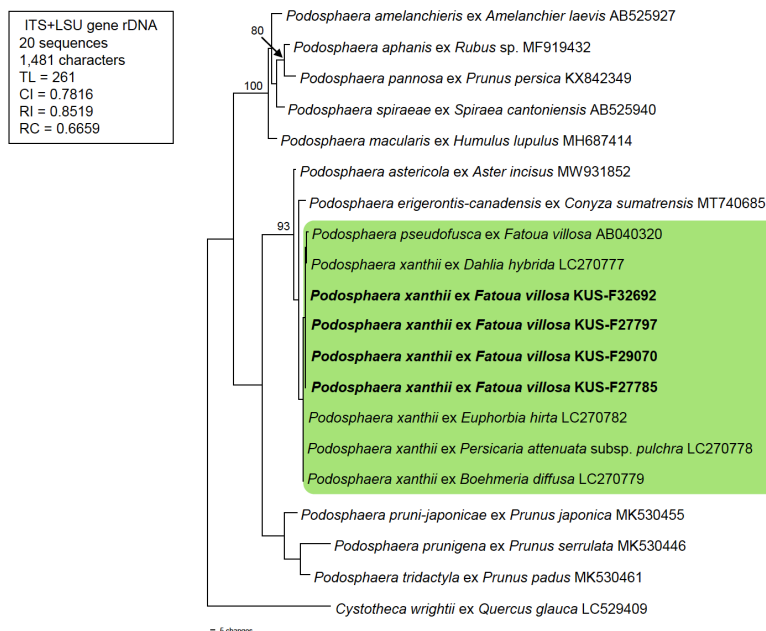 ITS+LSU gene rDNA
20 sequences
1,481 characters
TL = 261
CI = 0.7816
RI = 0.8519
RC = 0.6659
Podosphaera amelanchieris ex Amelanchier laevis AB525927
80
Podosphaera aphanis ex Rubus sp. MF919432
Podosphaera pannosa ex Prunus persica KX842349
100
Podosphaera spiraeae ex Spiraea cantoniensis AB525940
Podosphaera macularis ex Humulus lupulus MH687414
Podosphaera astericola ex Aster incisus MW931852
Podosphaera erigerontis-canadensis ex Conyza sumatrensis MT740685
93
Podosphaera pseudofusca ex Fatoua villosa AB040320
Podosphaera xanthii ex Dahlia hybrida LC270777
Podosphaera xanthii ex Fatoua villosa KUS-F32692
Podosphaera xanthii ex Fatoua villosa KUS-F27797
Podosphaera xanthii ex Fatoua villosa KUS-F29070
Podosphaera xanthii ex Fatoua villosa KUS-F27785
Podosphaera xanthii ex Euphorbia hirta LC270782
Podosphaera xanthii ex Persicaria attenuata subsp. pulchra LC270778
Podosphaera xanthii ex Boehmeria diffusa LC270779
Podosphaera pruni-japonicae ex Prunus japonica MK530455
Podosphaera prunigena ex Prunus serrulata MK530446
Podosphaera tridactyla ex Prunus padus MK530461
Cystotheca wrightii ex Quercus glauca LC529409
5 changes